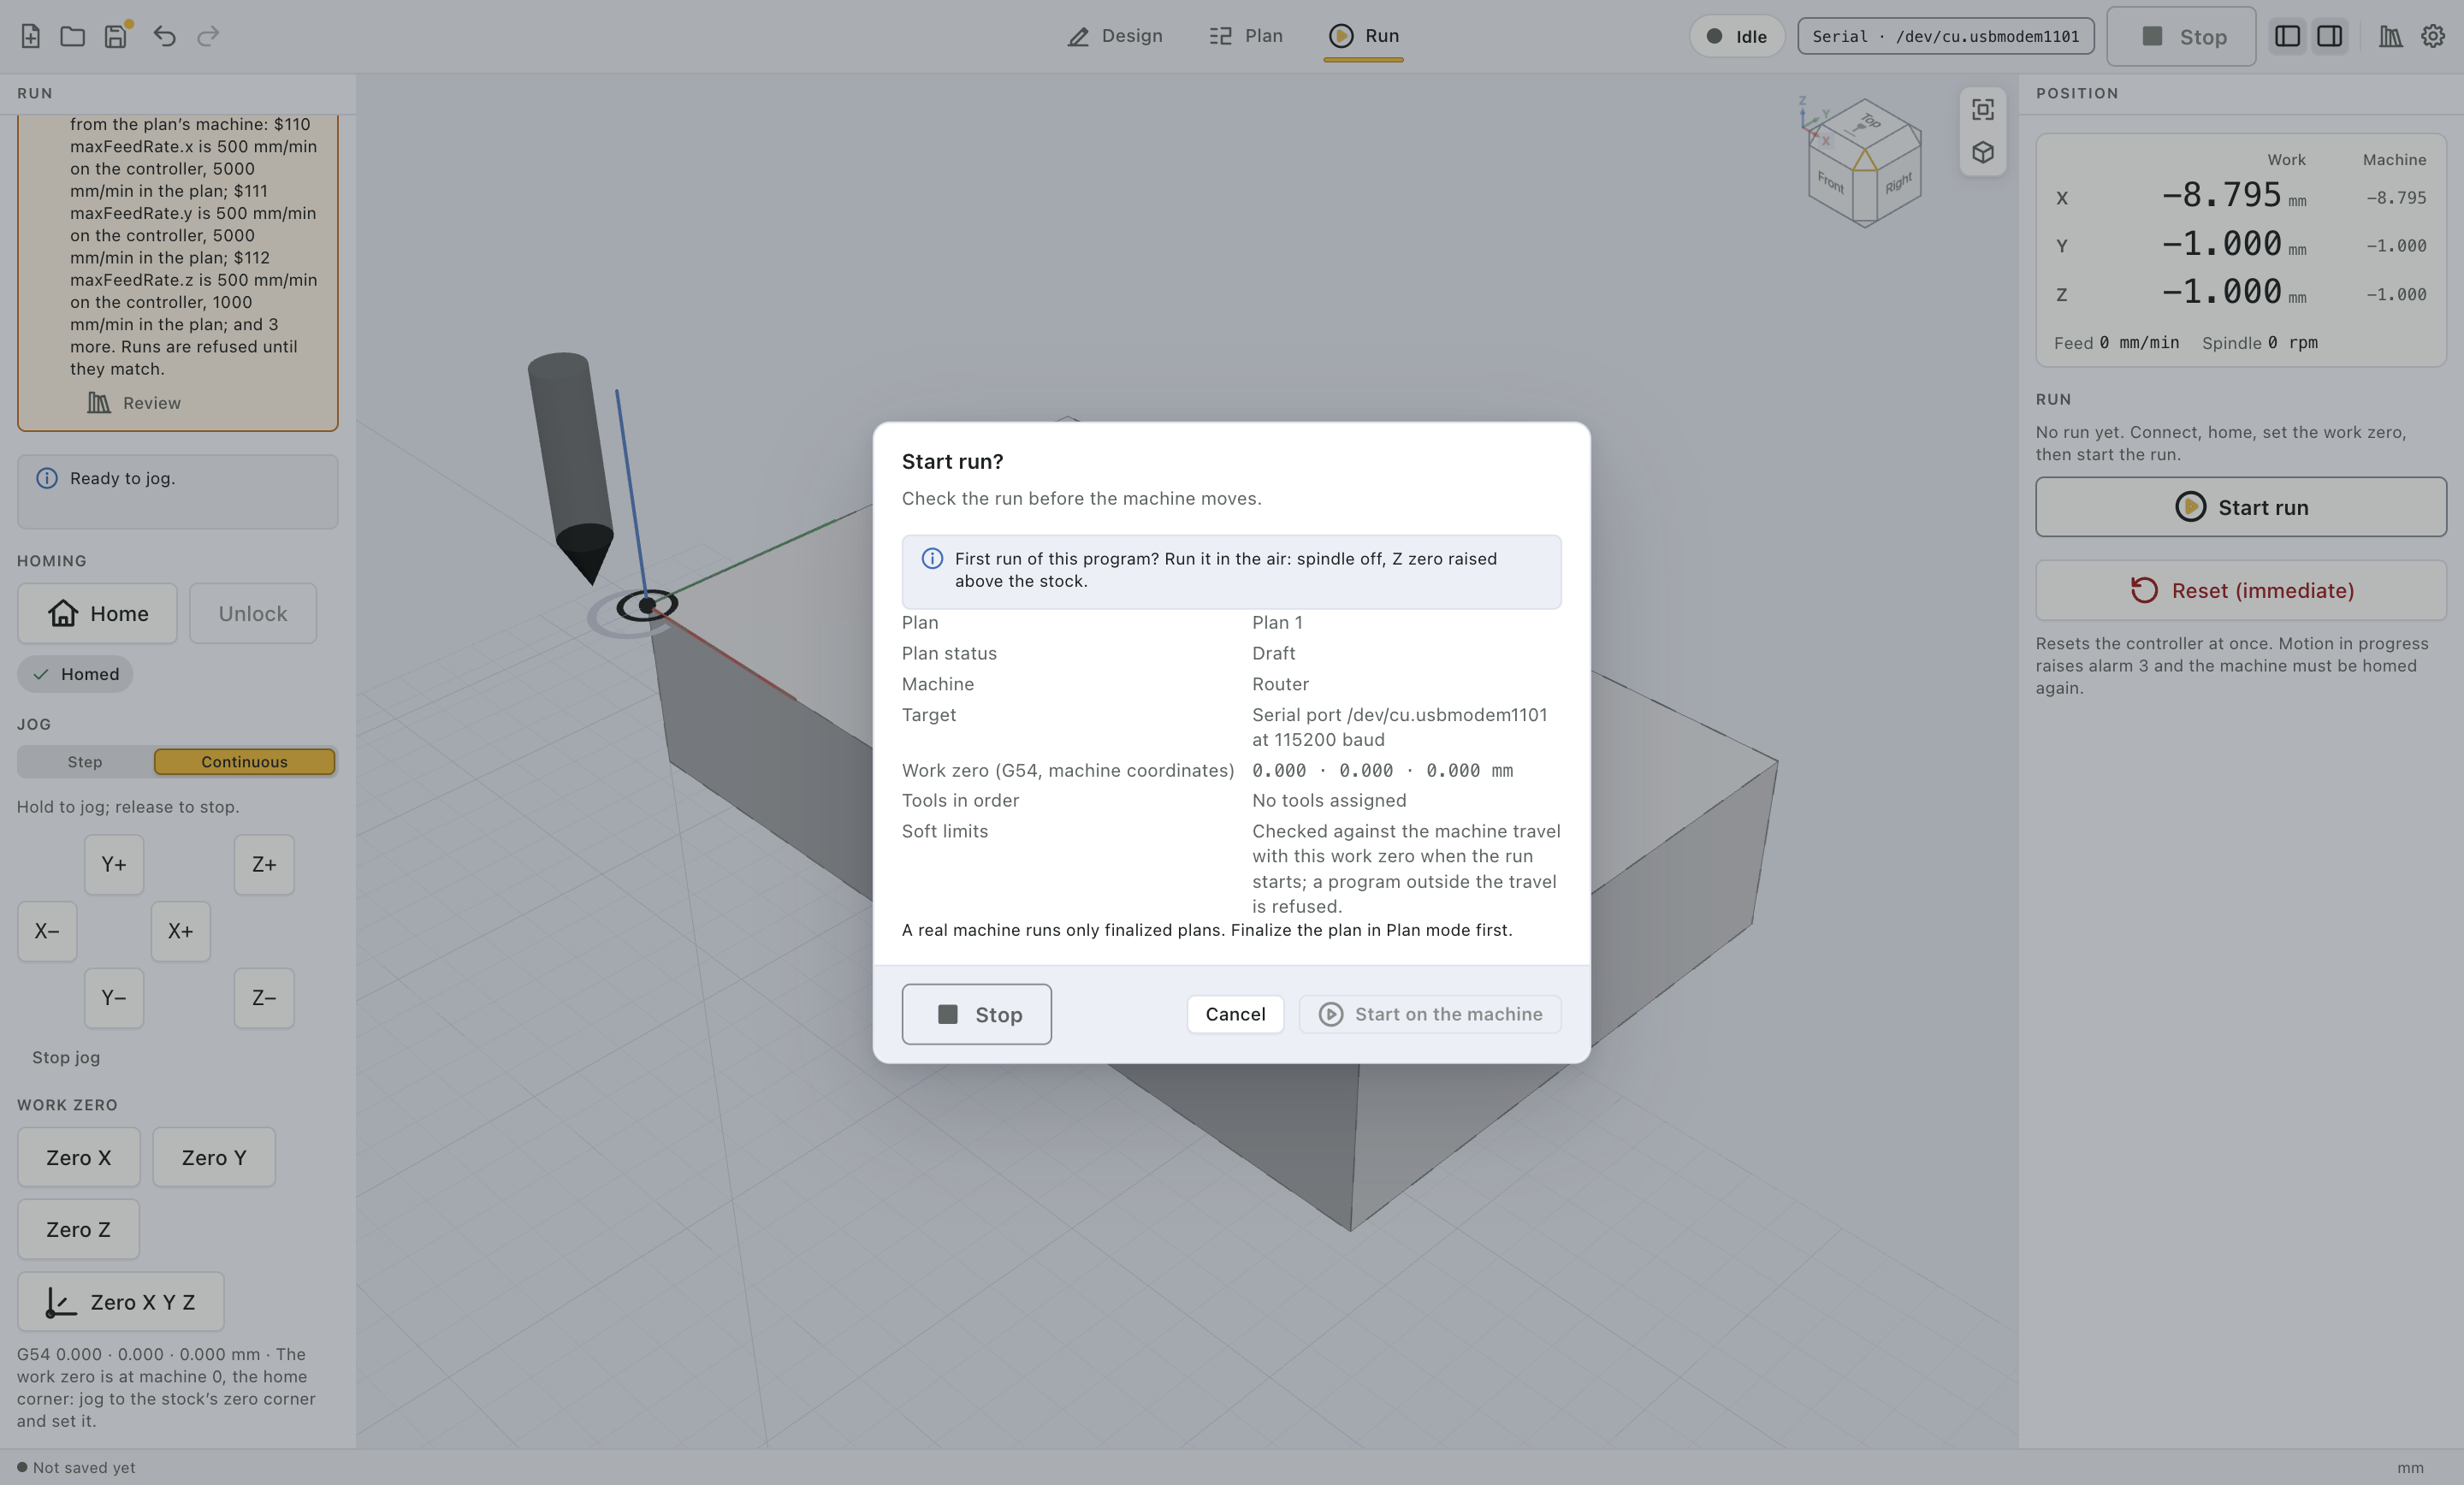 Design
Plan
Run
Idle
Serial · /dev/cu.usbmodem1101
Stop
RUN
from the plan’s machine: $110
maxFeedRate.x is 500 mm/min
on the controller, 5000
mm/min in the plan; $111
maxFeedRate.y is 500 mm/min
on the controller, 5000
mm/min in the plan; $112
maxFeedRate.z is 500 mm/min
on the controller, 1000
mm/min in the plan; and 3
more. Runs are refused until
they match.
Review
Ready to jog.
HOMING
Home
Unlock
Homed
JOG
Step
Continuous
Hold to jog; release to stop.
Y+
Z+
X−
X+
Y−
Z−
Stop jog
WORK ZERO
Zero X
Zero Y
Zero Z
Zero X Y Z
G54 0.000 · 0.000 · 0.000 mm · The
work zero is at machine 0, the home
corner: jog to the stock’s zero corner
and set it.
Z
Y
X
Top
Front
Right
Start run?
Check the run before the machine moves.
First run of this program? Run it in the air: spindle off, Z zero raised
above the stock.
Plan
Plan 1
Plan status
Draft
Machine
Router
Target
Serial port /dev/cu.usbmodem1101
at 115200 baud
Work zero (G54, machine coordinates)
0.000 · 0.000 · 0.000 mm
Tools in order
No tools assigned
Soft limits
Checked against the machine travel
with this work zero when the run
starts; a program outside the travel
is refused.
A real machine runs only finalized plans. Finalize the plan in Plan mode first.
Stop
Cancel
Start on the machine
POSITION
Work
Machine
X −8.795 mm −8.795
Y −1.000 mm −1.000
Z −1.000 mm −1.000
Feed 0 mm/min Spindle 0 rpm
RUN
No run yet. Connect, home, set the work zero,
then start the run.
Start run
Reset (immediate)
Resets the controller at once. Motion in progress
raises alarm 3 and the machine must be homed
again.
Not saved yet
mm